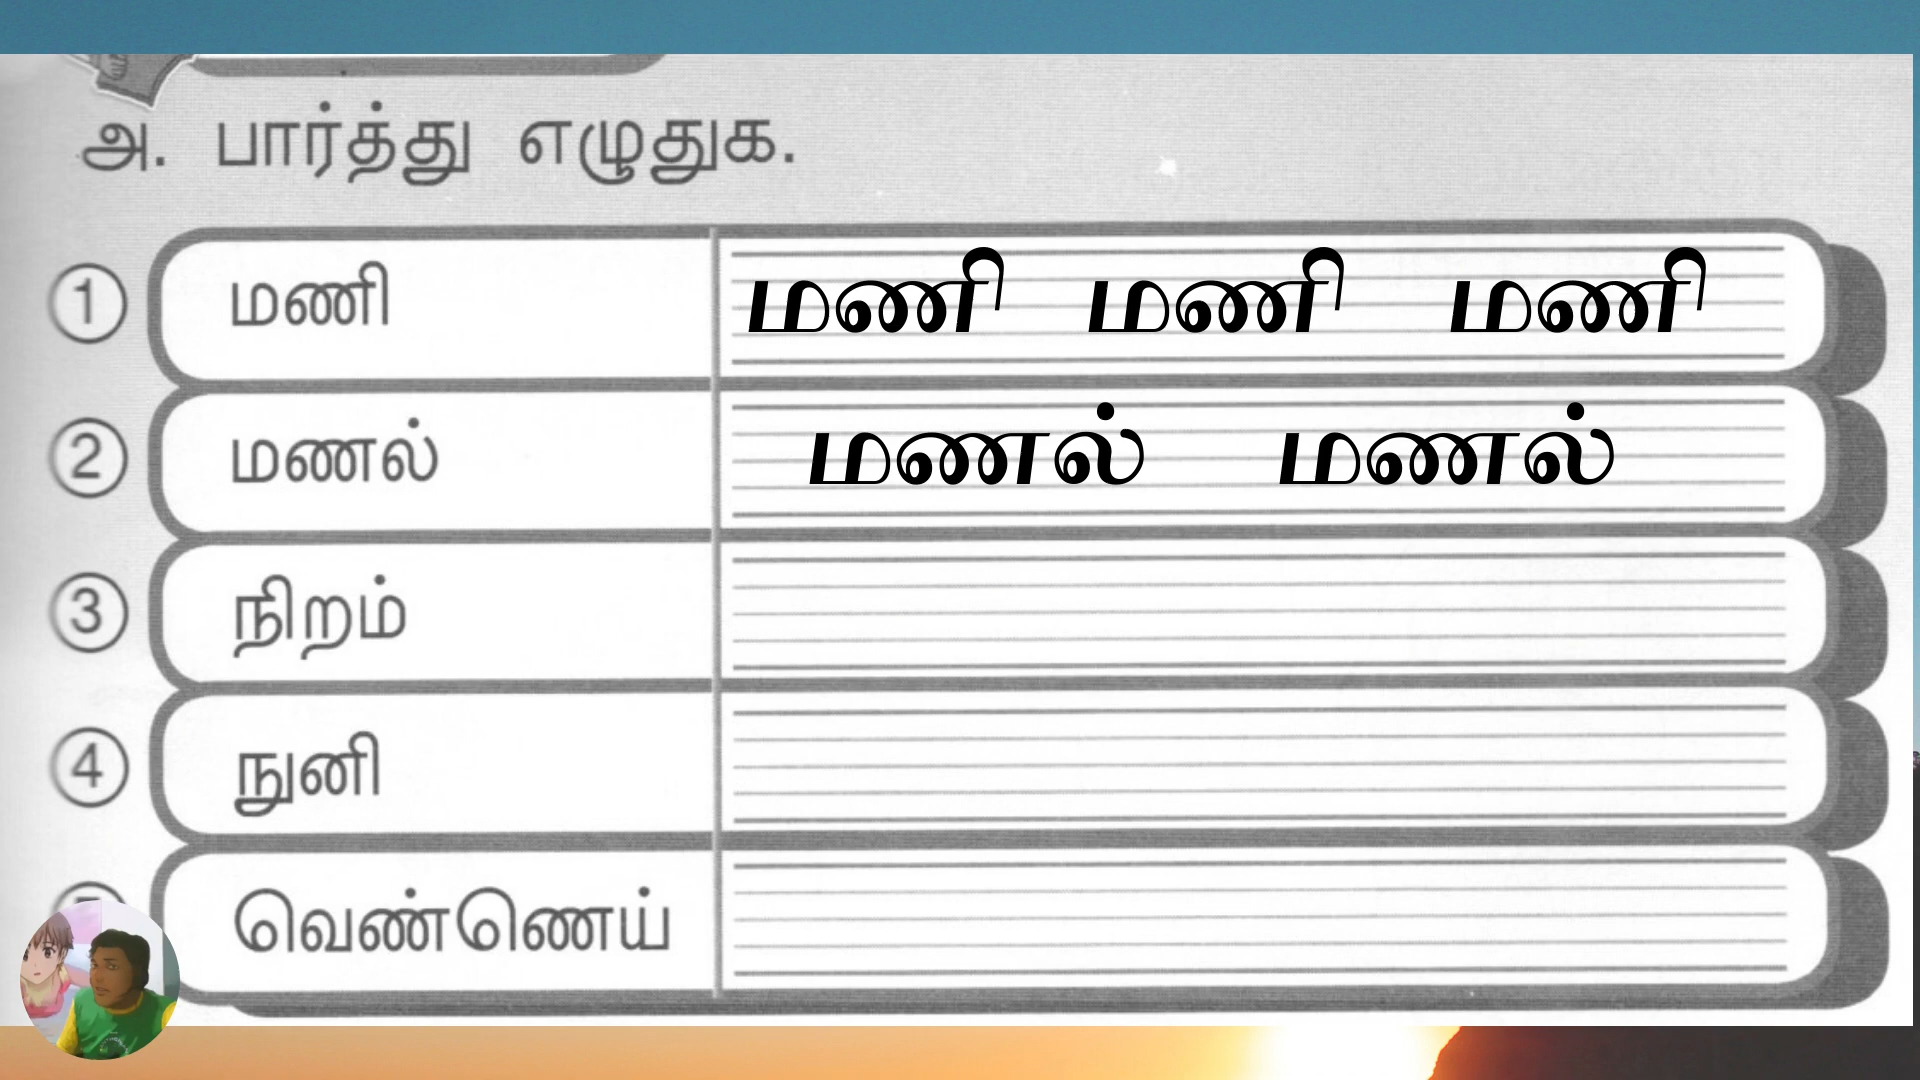 அ. பார்த்து எழுதுக.
1 மணி மணி மணி மணி
2 மணல் மணல் மணல்
3 நிறம்
4 நுனி
வெண்ணெய்